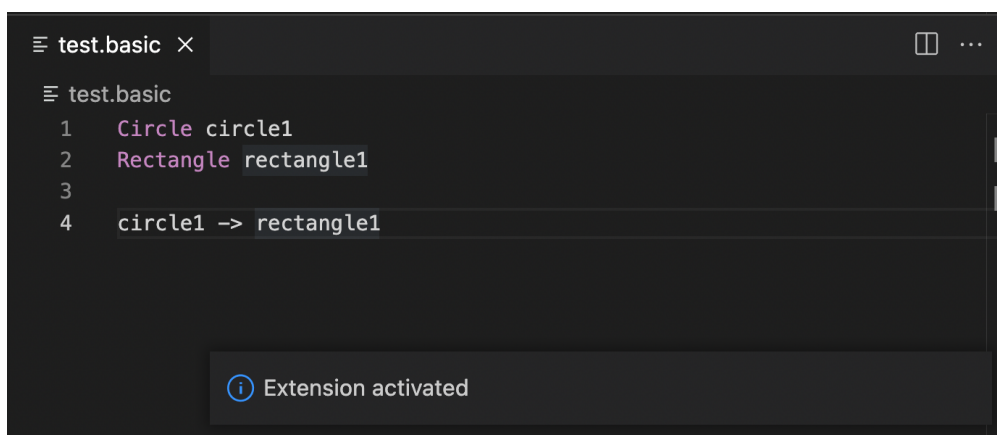 test.basic
test.basic
1 Circle circle1
2 Rectangle rectangle1
3
4 circle1 -> rectangle1
Extension activated